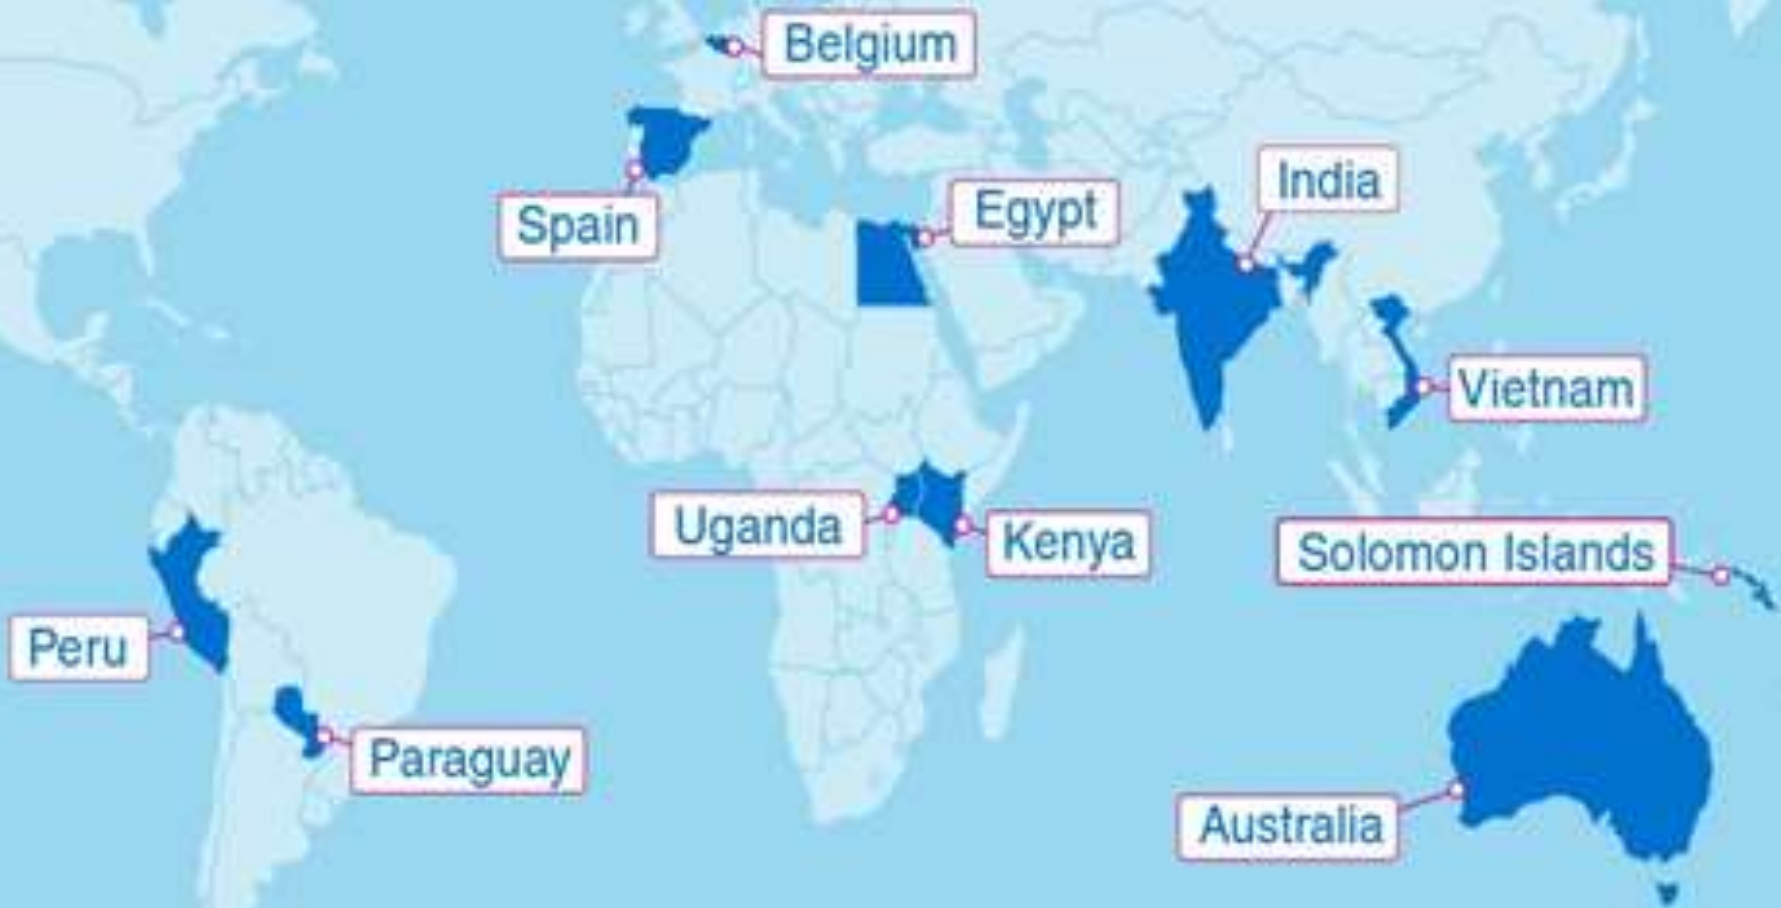 Belgium
India
Egypt
Spain
Vietnam
Uganda
Kenya
Solomon Islands
Peru
Paraguay
Australia